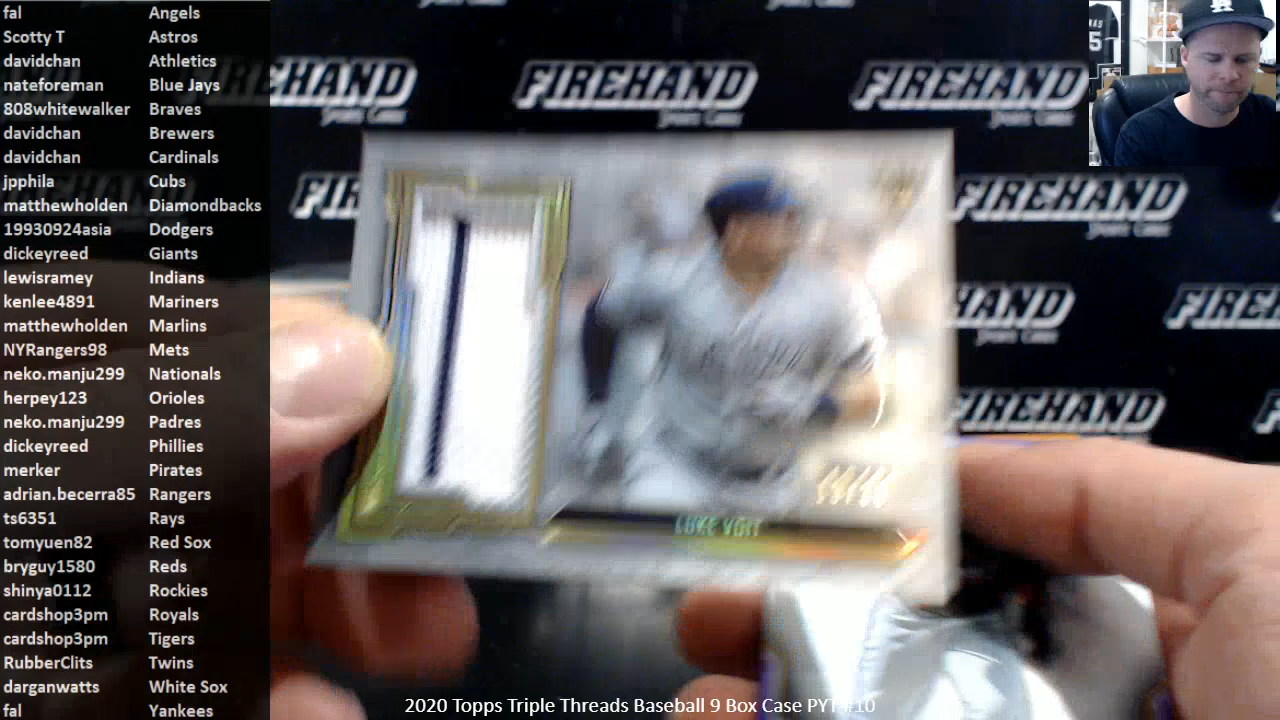 fal Angels
Scotty T Astros
davidchan Athletics
nateforeman Blue Jays
808whitewalker Braves
davidchan Brewers
davidchan Cardinals
jpphila Cubs
matthewholden Diamondbacks
19930924asia Dodgers
dickeyreed Giants
lewisramey Indians
kenlee4891 Mariners
matthewholden Marlins
NYRangers98 Mets
neko.manju299 Nationals
herpey123 Orioles
neko.manju299 Padres
dickeyreed Phillies
merker Pirates
adrian.becerra85 Rangers
ts6351 Rays
tomyuen82 Red Sox
bryguy1580 Reds
shinya0112 Rockies
cardshop3pm Royals
cardshop3pm Tigers
RubberClits Twins
darganwatts White Sox
fal Yankees
FIREHAND
FIREHAND
FIREHAND
FIREHAND
LUKE VOIT
2020 Topps Triple Threads Baseball 9 Box Case PYT #10